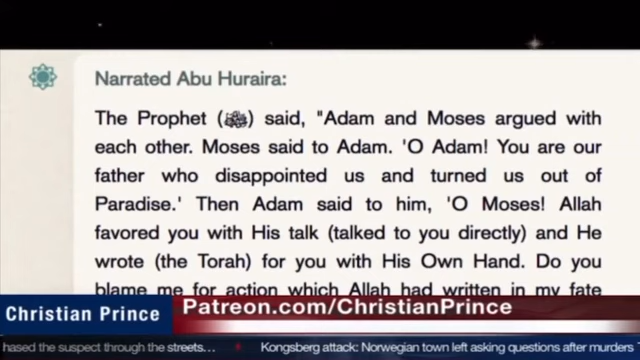 Narrated Abu Huraira:
The Prophet (ﷺ) said, "Adam and Moses argued with
each other. Moses said to Adam. 'O Adam! You are our
father who disappointed us and turned us out of
Paradise.' Then Adam said to him, 'O Moses! Allah
favored you with His talk (talked to you directly) and He
wrote (the Torah) for you with His Own Hand. Do you
blame me for action which Allah had written in my fate
Christian Prince
Patreon.com/ChristianPrince
hased the suspect through the streets...
Kongsberg attack: Norwegian town left asking questions after murders